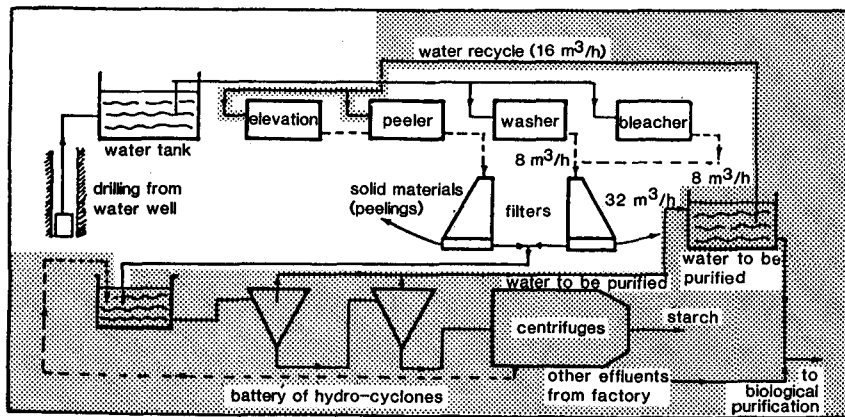 water recycle (16 m³/h)
elevation
peeler
washer
bleacher
water tank
8 m³/h
8 m³/h
drilling from
water well
solid materials
(peelings)
filters
32 m³/h
water to be
purified
water to be purified
centrifuges
starch
battery of hydro-cyclones
other effluents
from factory
to
biological
purification